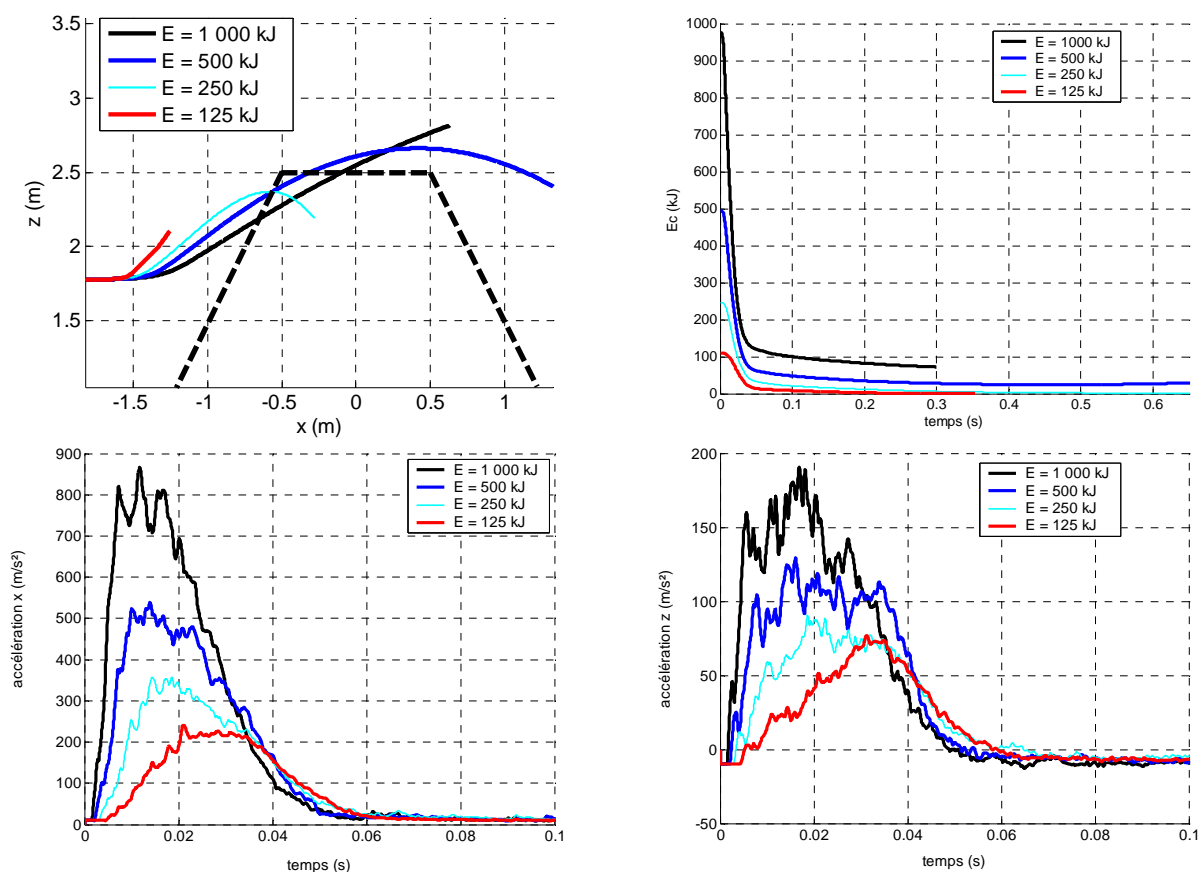 3.5
3
2.5
2
1.5
z (m)
-1.5
-1
-0.5
0
0.5
1
x (m)
E = 1 000 kJ
E = 500 kJ
E = 250 kJ
E = 125 kJ
1000
900
800
700
600
500
400
300
200
100
0
Ec (kJ)
0
0.1
0.2
0.3
0.4
0.5
0.6
temps (s)
E = 1000 kJ
E = 500 kJ
E = 250 kJ
E = 125 kJ
900
800
700
600
500
400
300
200
100
0
accélération x (m/s²)
0
0.02
0.04
0.06
0.08
0.1
temps (s)
E = 1 000 kJ
E = 500 kJ
E = 250 kJ
E = 125 kJ
200
150
100
50
0
-50
accélération z (m/s²)
0
0.02
0.04
0.06
0.08
0.1
temps (s)
E = 1 000 kJ
E = 500 kJ
E = 250 kJ
E = 125 kJ